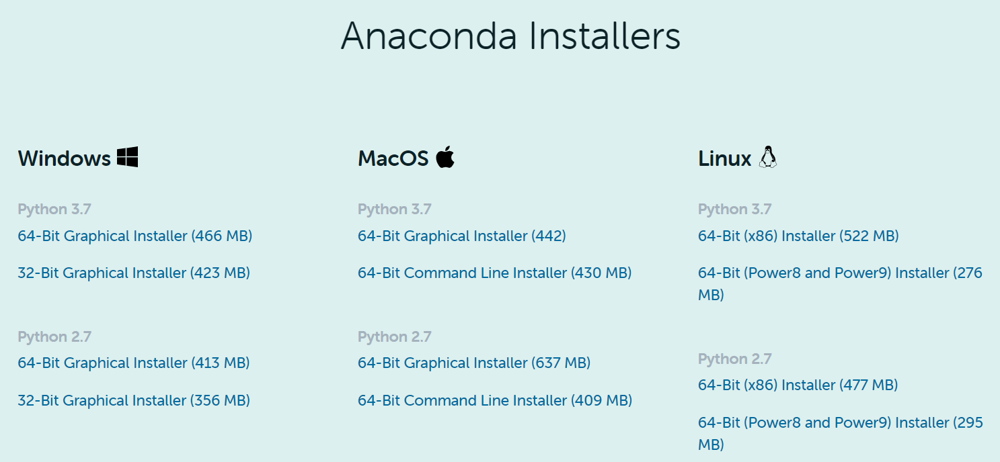 Anaconda Installers
Windows
Python 3.7
64-Bit Graphical Installer (466 MB)
32-Bit Graphical Installer (423 MB)
Python 2.7
64-Bit Graphical Installer (413 MB)
32-Bit Graphical Installer (356 MB)
MacOS
Python 3.7
64-Bit Graphical Installer (442)
64-Bit Command Line Installer (430 MB)
Python 2.7
64-Bit Graphical Installer (637 MB)
64-Bit Command Line Installer (409 MB)
Linux
Python 3.7
64-Bit (x86) Installer (522 MB)
64-Bit (Power8 and Power9) Installer (276
MB)
Python 2.7
64-Bit (x86) Installer (477 MB)
64-Bit (Power8 and Power9) Installer (295
MB)